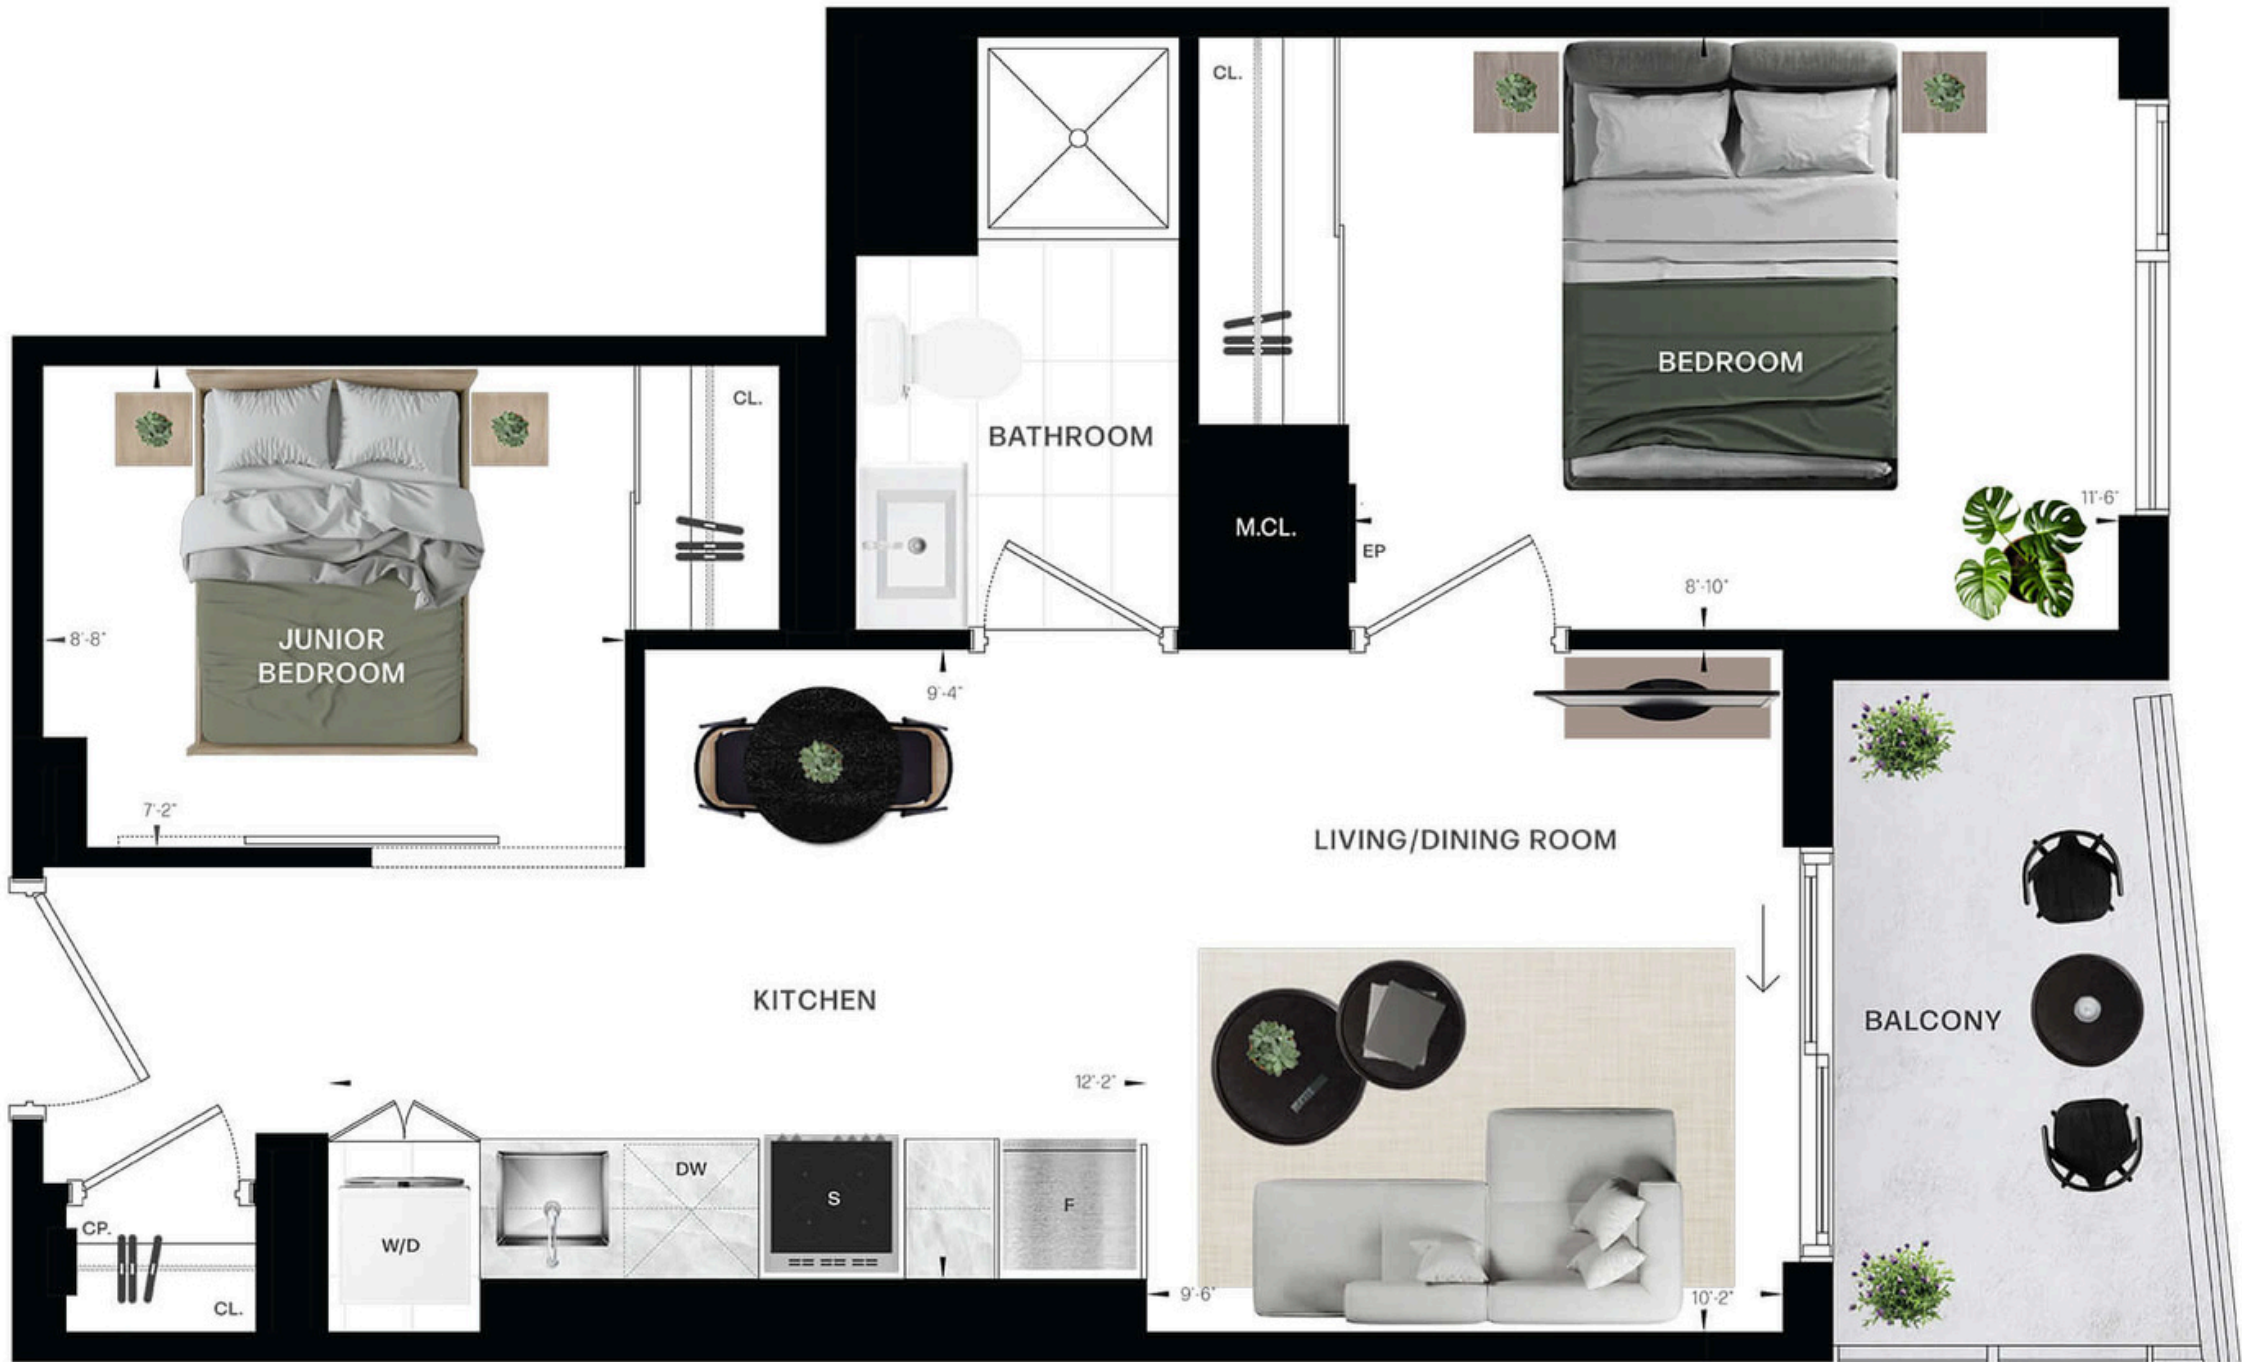 CL.
BEDROOM
CL.
BATHROOM
11'-6"
M.CL.
EP
8'-10"
8'-8"
JUNIOR
BEDROOM
9'-4"
7'-2"
LIVING/DINING ROOM
KITCHEN
BALCONY
12'-2"
DW
S
F
W/D
CP.
CL.
9'-6"
10'-2"